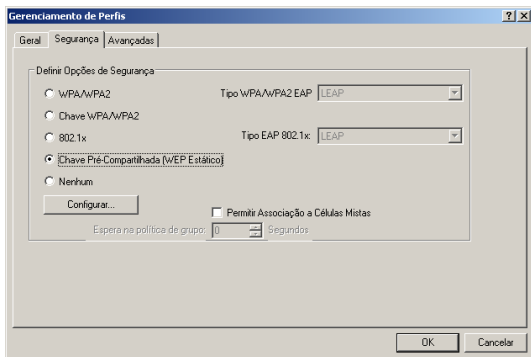 Gerenciamento de Perfis
Geral Segurança Avançadas
Definir Opções de Segurança
WPA/WPA2 Tipo WPA/WPA2 EAP LEAP
Chave WPA/WPA2
802.1x Tipo EAP 802.1x: LEAP
Chave Pré-Compartilhada (WEP Estático)
Nenhum
Configurar... Permitir Associação a Células Mistas
Espera na política de grupo: 0 Segundos
OK Cancelar